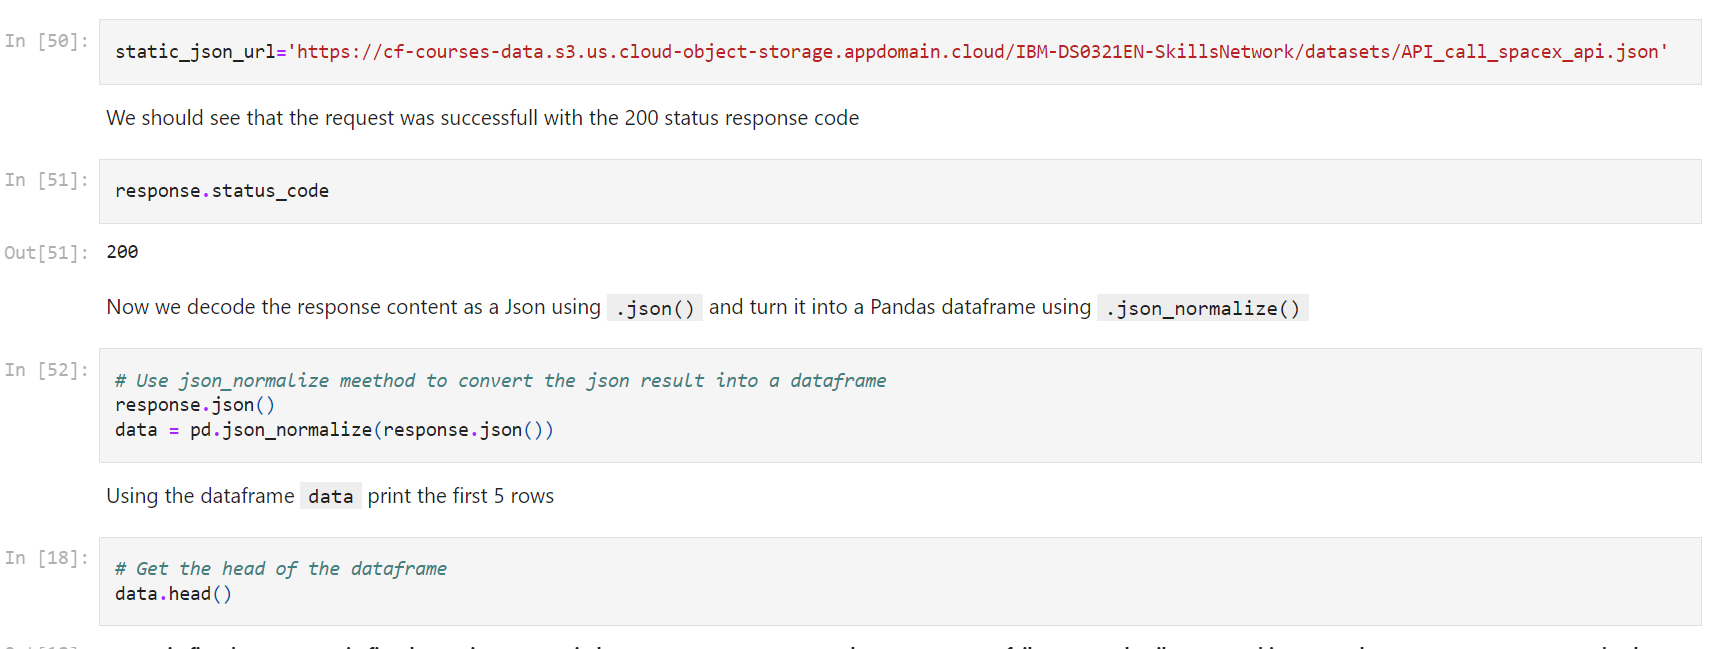 In [50]:
static_json_url='https://cf-courses-data.s3.us.cloud-object-storage.appdomain.cloud/IBM-DS0321EN-SkillsNetwork/datasets/API_call_spacex_api.json'
We should see that the request was successfull with the 200 status response code
In [51]:
response.status_code
Out[51]:
200
Now we decode the response content as a Json using .json() and turn it into a Pandas dataframe using .json_normalize()
In [52]:
# Use json_normalize meethod to convert the json result into a dataframe
response.json()
data = pd.json_normalize(response.json())
Using the dataframe data print the first 5 rows
In [18]:
# Get the head of the dataframe
data.head()